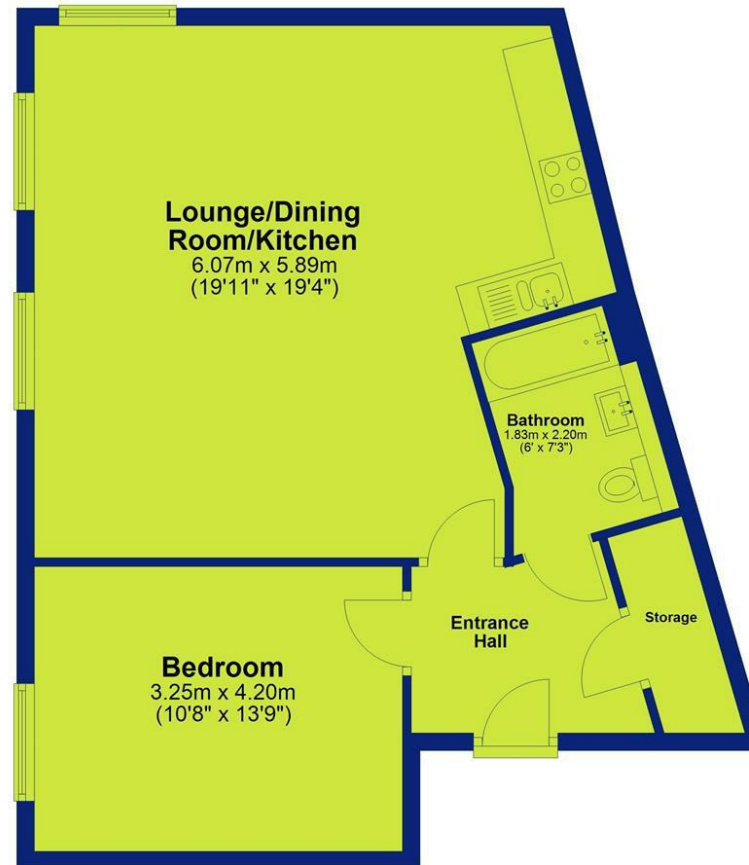 Lounge/Dining
Room/Kitchen
6.07m x 5.89m
(19'11" x 19'4")
Bathroom
1.83m x 2.20m
(6' x 7'3")
Entrance
Hall
Storage
Bedroom
3.25m x 4.20m
(10'8" x 13'9")